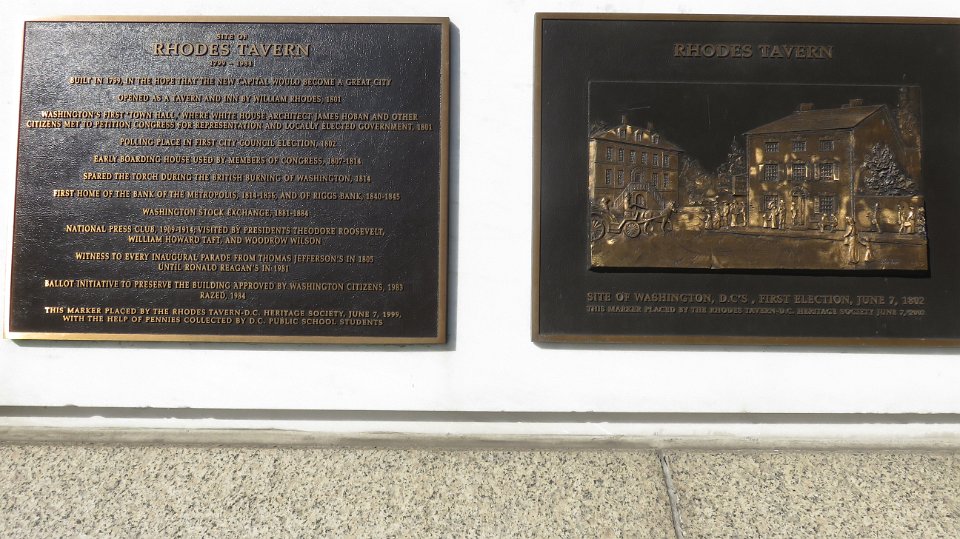 SITE OF
RHODES TAVERN
1799 – 1984
BUILT IN 1799, IN THE HOPE THAT THE NEW CAPITAL WOULD BECOME A GREAT CITY
OPENED AS A TAVERN AND INN BY WILLIAM RHODES, 1801
WASHINGTON'S FIRST "TOWN HALL," WHERE WHITE HOUSE ARCHITECT JAMES HOBAN AND OTHER
CITIZENS MET TO PETITION CONGRESS FOR REPRESENTATION AND LOCALLY ELECTED GOVERNMENT, 1801
POLLING PLACE IN FIRST CITY COUNCIL ELECTION, 1802
EARLY BOARDING HOUSE USED BY MEMBERS OF CONGRESS, 1807-1814
SPARED THE TORCH DURING THE BRITISH BURNING OF WASHINGTON, 1814
FIRST HOME OF THE BANK OF THE METROPOLIS, 1814-1836, AND OF RIGGS BANK, 1840-1845
WASHINGTON STOCK EXCHANGE, 1881-1884
NATIONAL PRESS CLUB, 1909-1914; VISITED BY PRESIDENTS THEODORE ROOSEVELT,
WILLIAM HOWARD TAFT, AND WOODROW WILSON
WITNESS TO EVERY INAUGURAL PARADE FROM THOMAS JEFFERSON'S IN 1805
UNTIL RONALD REAGAN'S IN 1981
BALLOT INITIATIVE TO PRESERVE THE BUILDING APPROVED BY WASHINGTON CITIZENS, 1983
RAZED, 1984
THIS MARKER PLACED BY THE RHODES TAVERN-D.C. HERITAGE SOCIETY, JUNE 7, 1999,
WITH THE HELP OF PENNIES COLLECTED BY D.C. PUBLIC SCHOOL STUDENTS
RHODES TAVERN
SITE OF WASHINGTON, D.C'S , FIRST ELECTION, JUNE 7, 1802
THIS MARKER PLACED BY THE RHODES TAVERN-D.C. HERITAGE SOCIETY JUNE 7, 2002